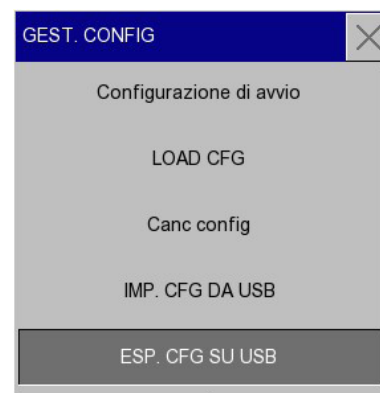 GEST. CONFIG
Configurazione di avvio
LOAD CFG
Canc config
IMP. CFG DA USB
ESP. CFG SU USB